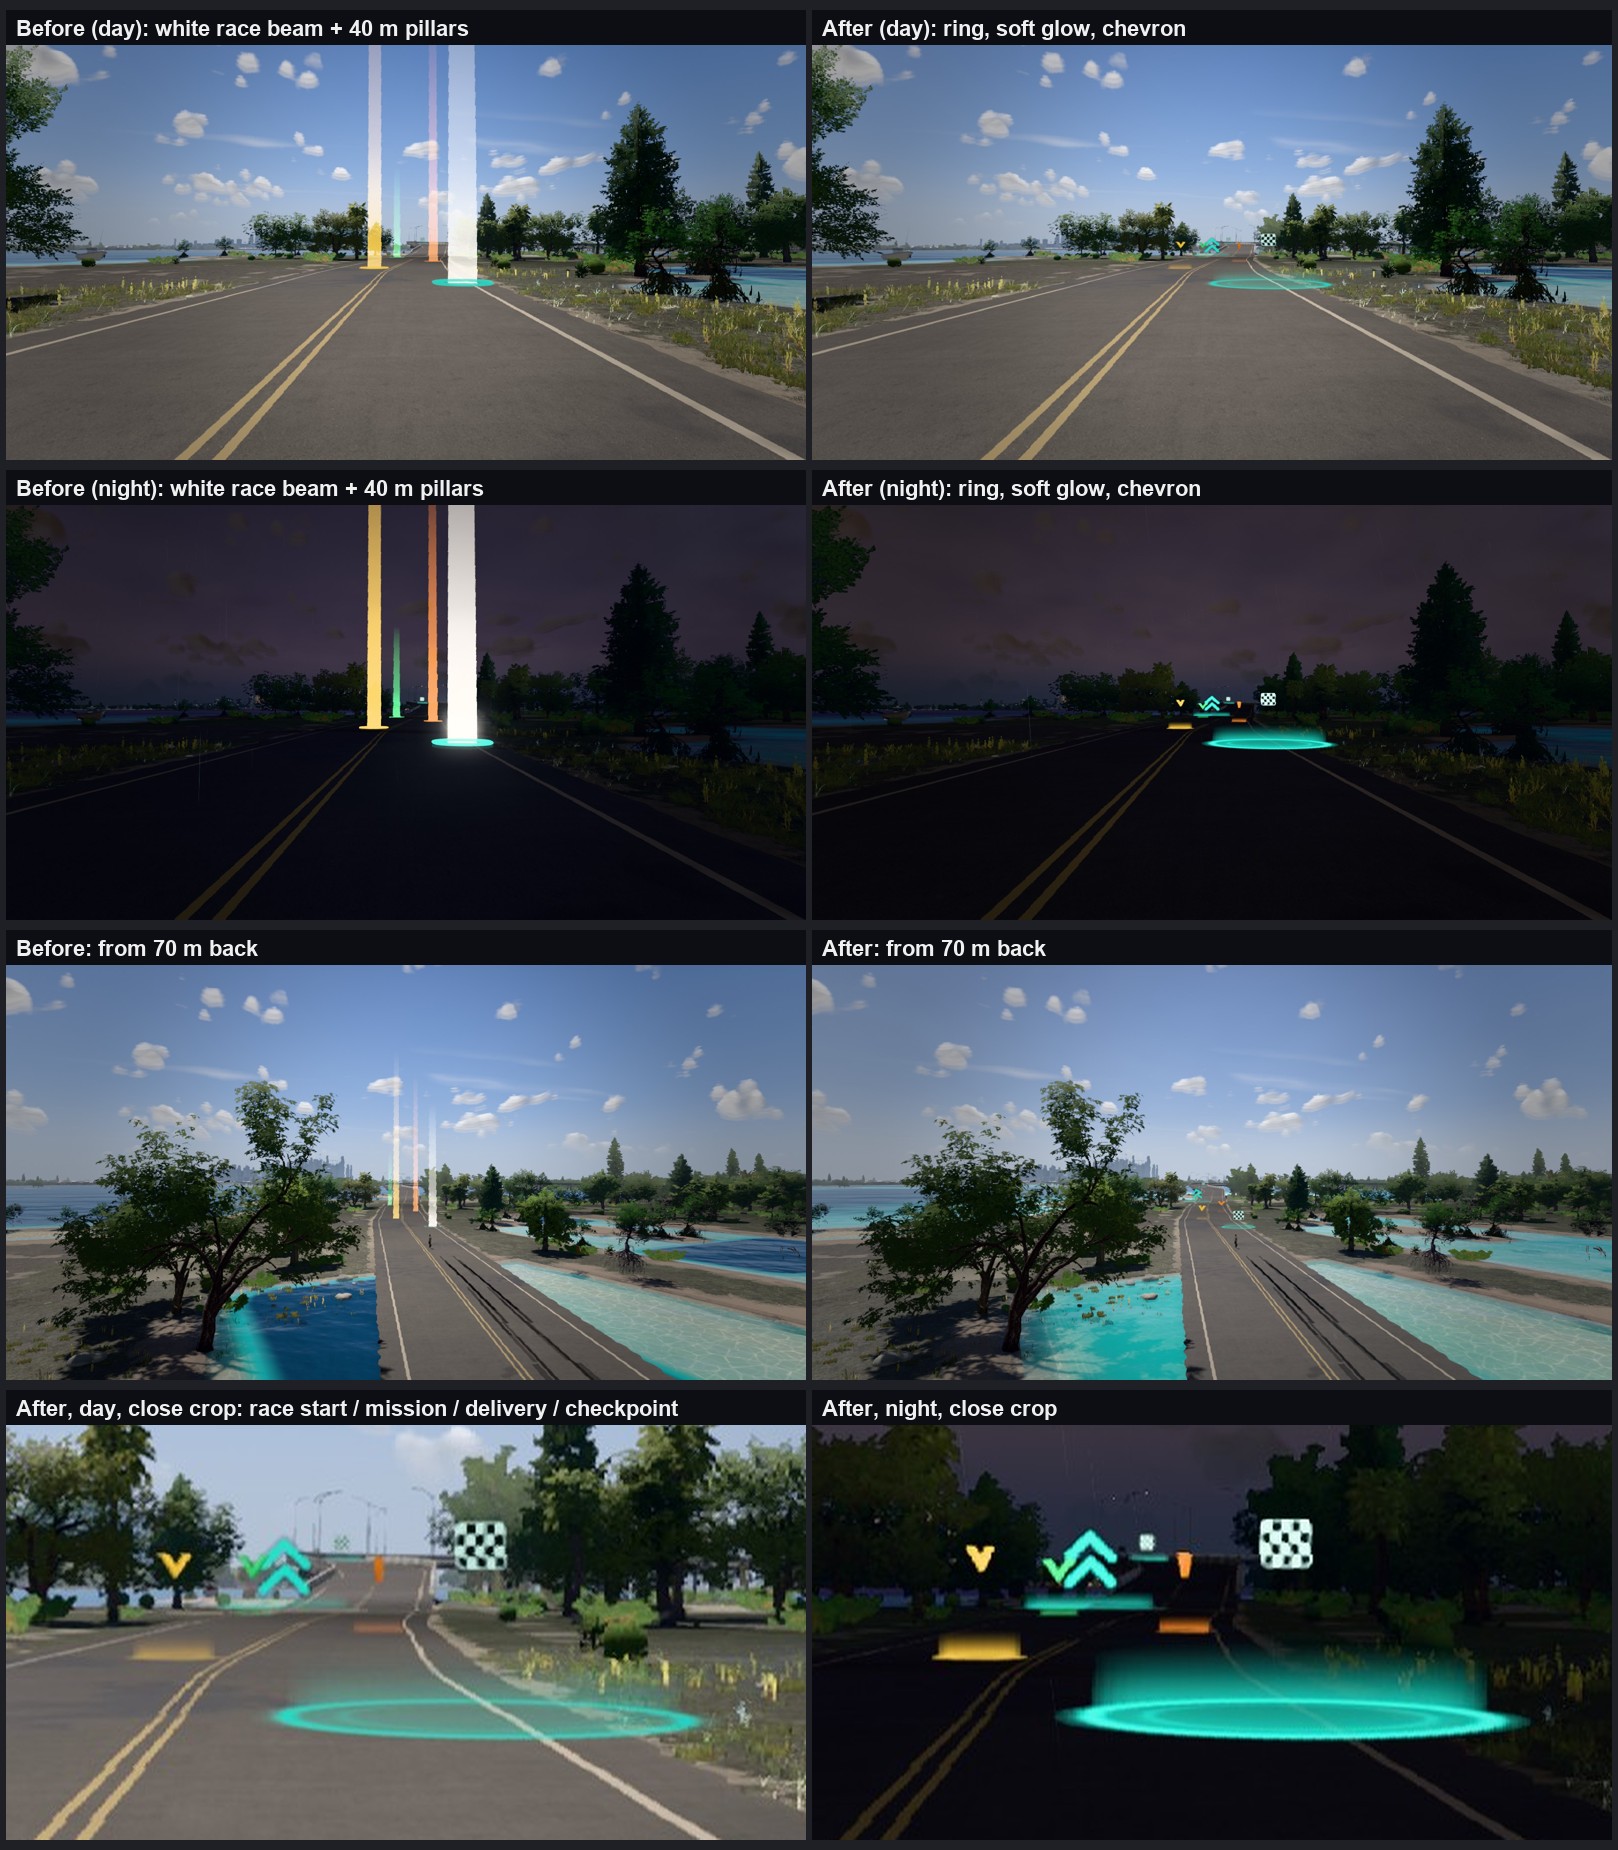 Before (day): white race beam + 40 m pillars
After (day): ring, soft glow, chevron
Before (night): white race beam + 40 m pillars
After (night): ring, soft glow, chevron
Before: from 70 m back
After: from 70 m back
After, day, close crop: race start / mission / delivery / checkpoint
After, night, close crop